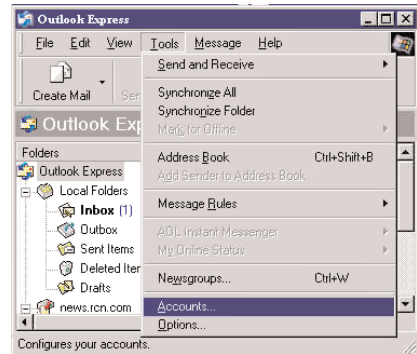 Outlook Express
File Edit View Tools Message Help
Create Mail
Send and Receive
Synchronize All
Synchronize Folder
Mark for Offline
Address Book Ctrl+Shift+B
Add Sender to Address Book
Message Rules
AOL Instant Messenger
My Online Status
Newsgroups... Ctrl+W
Accounts...
Options...
Outlook Exp
Folders
Outlook Express
Local Folders
Inbox (1)
Outbox
Sent Items
Deleted Iter
Drafts
news.rcn.com
Configures your accounts.